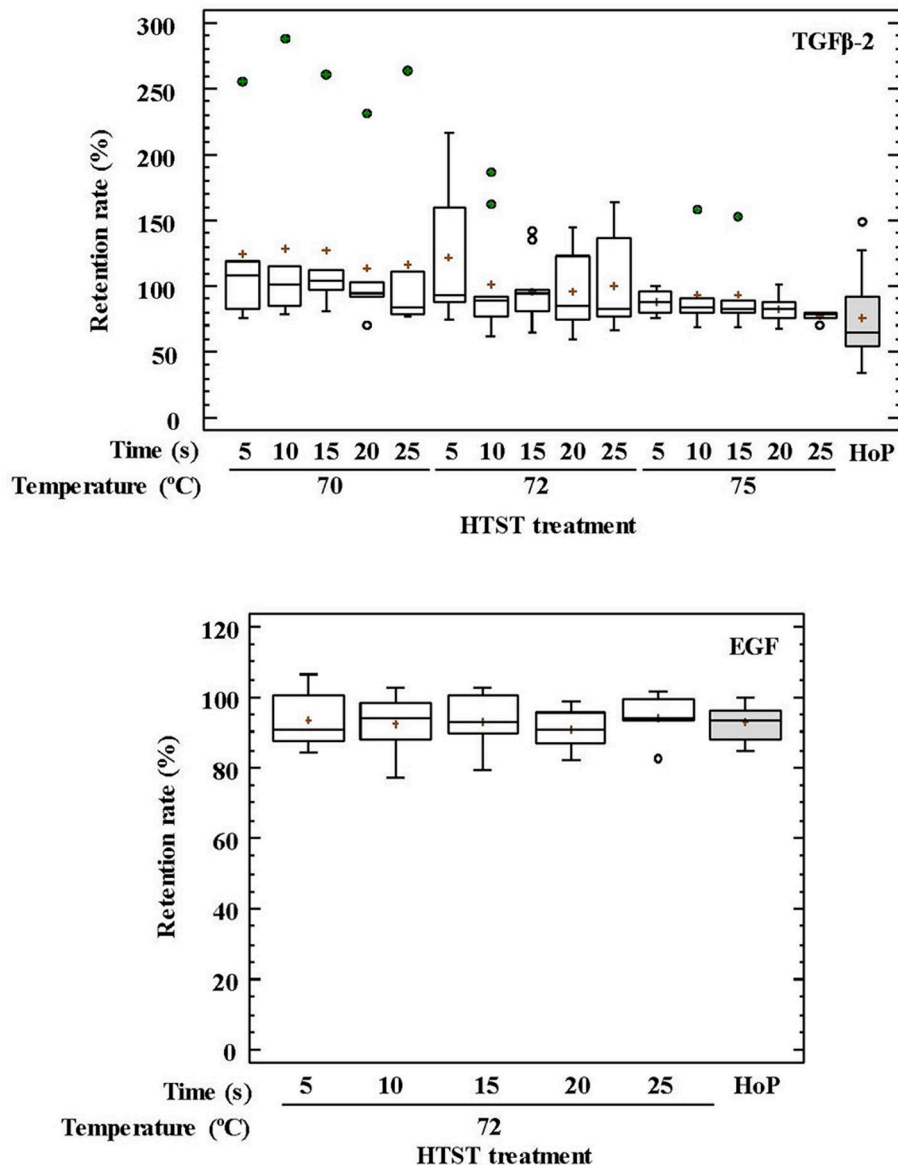 TGFβ-2
300
250
200
150
100
50
0
Retention rate (%)
Time (s) 5 10 15 20 25 5 10 15 20 25 5 10 15 20 25 HoP
Temperature (ºC) 70 72 75
HTST treatment
EGF
120
100
80
60
40
20
0
Retention rate (%)
Time (s) 5 10 15 20 25 HoP
Temperature (ºC) 72
HTST treatment